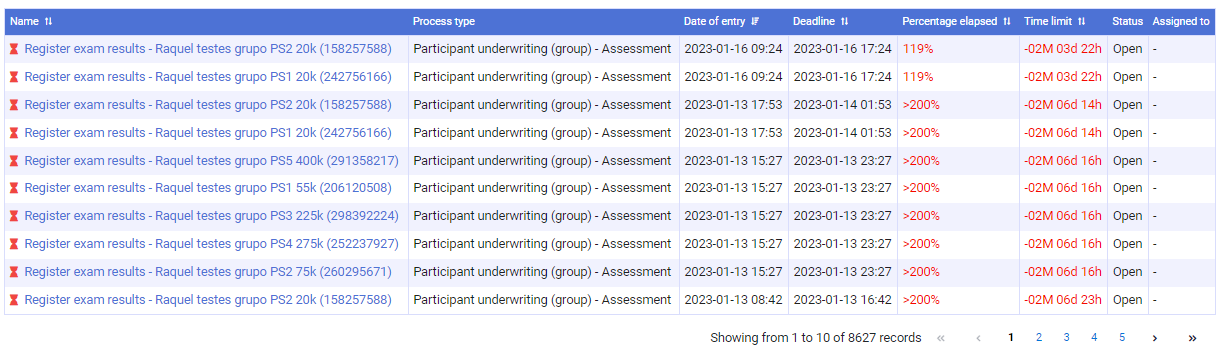 Name Process type Date of entry Deadline Percentage elapsed Time limit Status Assigned to
Register exam results - Raquel testes grupo PS2 20k (158257588) Participant underwriting (group) - Assessment 2023-01-16 09:24 2023-01-16 17:24 119% -02M 03d 22h Open -
Register exam results - Raquel testes grupo PS1 20k (242756166) Participant underwriting (group) - Assessment 2023-01-16 09:24 2023-01-16 17:24 119% -02M 03d 22h Open -
Register exam results - Raquel testes grupo PS2 20k (158257588) Participant underwriting (group) - Assessment 2023-01-13 17:53 2023-01-14 01:53 >200% -02M 06d 14h Open -
Register exam results - Raquel testes grupo PS1 20k (242756166) Participant underwriting (group) - Assessment 2023-01-13 17:53 2023-01-14 01:53 >200% -02M 06d 14h Open -
Register exam results - Raquel testes grupo PS5 400k (291358217) Participant underwriting (group) - Assessment 2023-01-13 15:27 2023-01-13 23:27 >200% -02M 06d 16h Open -
Register exam results - Raquel testes grupo PS1 55k (206120508) Participant underwriting (group) - Assessment 2023-01-13 15:27 2023-01-13 23:27 >200% -02M 06d 16h Open -
Register exam results - Raquel testes grupo PS3 225k (298392224) Participant underwriting (group) - Assessment 2023-01-13 15:27 2023-01-13 23:27 >200% -02M 06d 16h Open -
Register exam results - Raquel testes grupo PS4 275k (252237927) Participant underwriting (group) - Assessment 2023-01-13 15:27 2023-01-13 23:27 >200% -02M 06d 16h Open -
Register exam results - Raquel testes grupo PS2 75k (260295671) Participant underwriting (group) - Assessment 2023-01-13 15:27 2023-01-13 23:27 >200% -02M 06d 16h Open -
Register exam results - Raquel testes grupo PS2 20k (158257588) Participant underwriting (group) - Assessment 2023-01-13 08:42 2023-01-13 16:42 >200% -02M 06d 23h Open -
Showing from 1 to 10 of 8627 records « ‹ 1 2 3 4 5 › »